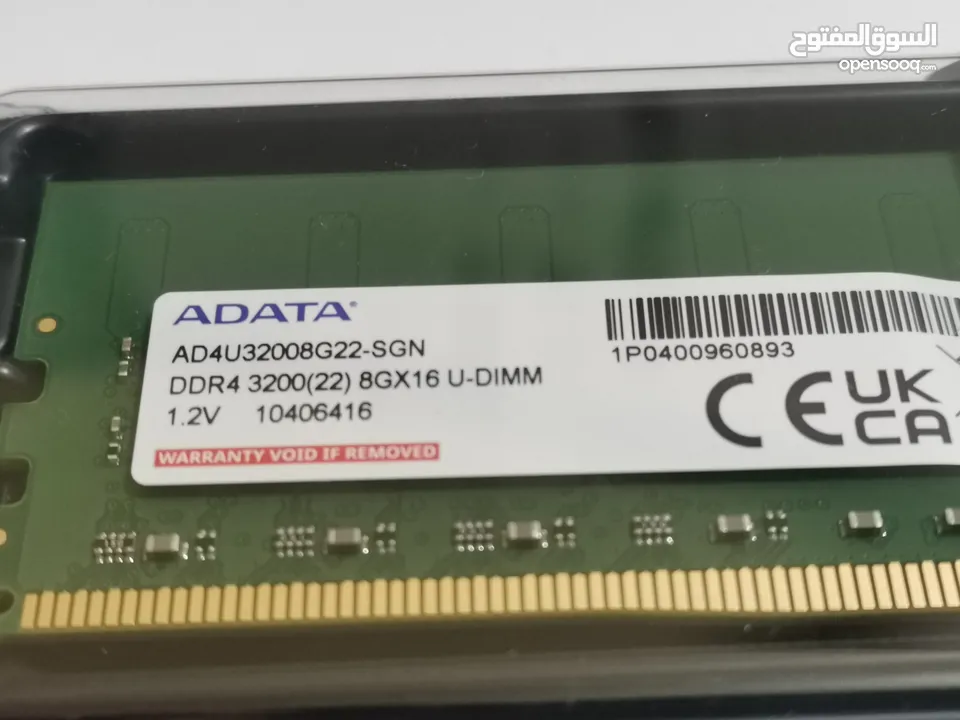 السوق المفتوح
opensooq.com
ADATA®
AD4U32008G22-SGN
DDR4 3200(22) 8GX16 U-DIMM
1.2V 10406416
WARRANTY VOID IF REMOVED
1P0400960893
CE
UK
CA